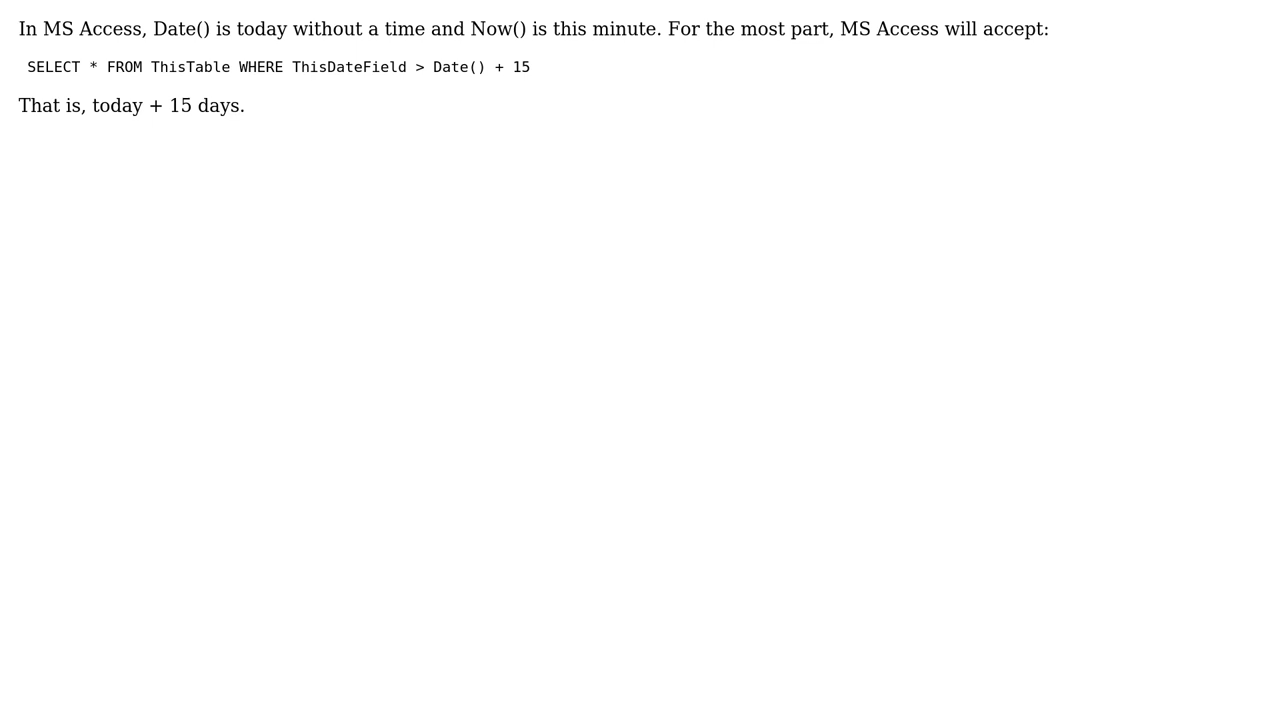 In MS Access, Date() is today without a time and Now() is this minute. For the most part, MS Access will accept:
SELECT * FROM ThisTable WHERE ThisDateField > Date() + 15
That is, today + 15 days.